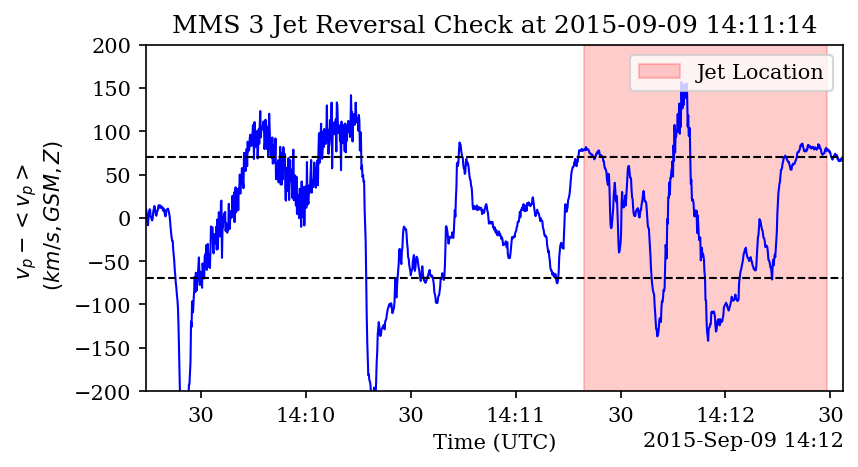 MMS 3 Jet Reversal Check at 2015-09-09 14:11:14
200
150
100
50
0
−50
−100
−150
−200
v_p − < v_p >
(km/s, GSM, Z)
Jet Location
30
14:10
30
14:11
30
14:12
30
Time (UTC)
2015-Sep-09 14:12